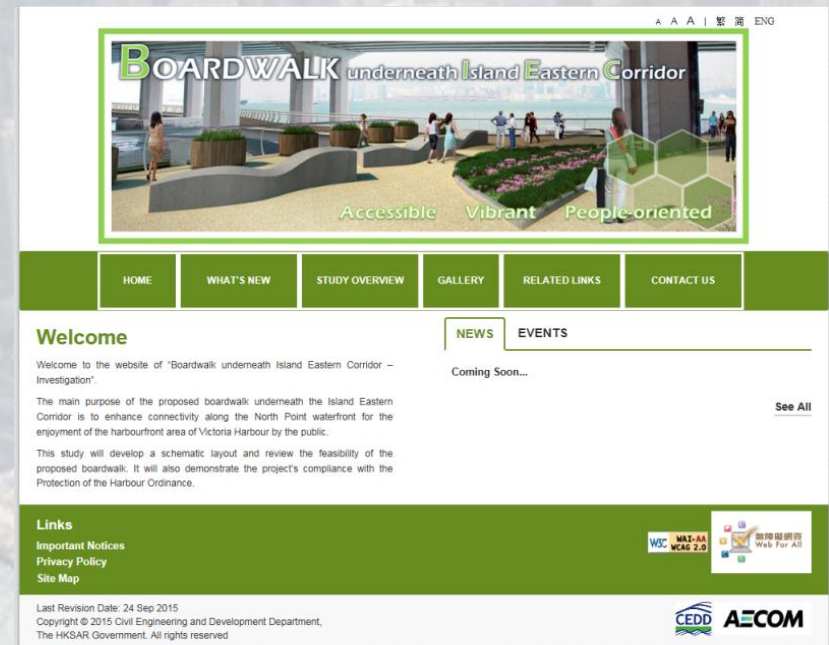 A A A | 繁 简 ENG
BOARDWALK underneath Island Eastern Corridor
Accessible Vibrant People-oriented
HOME WHAT'S NEW STUDY OVERVIEW GALLERY RELATED LINKS CONTACT US
Welcome
Welcome to the website of "Boardwalk underneath Island Eastern Corridor –
Investigation".
The main purpose of the proposed boardwalk underneath the Island Eastern
Corridor is to enhance connectivity along the North Point waterfront for the
enjoyment of the harbourfront area of Victoria Harbour by the public.
This study will develop a schematic layout and review the feasibility of the
proposed boardwalk. It will also demonstrate the project's compliance with the
Protection of the Harbour Ordinance.
NEWS EVENTS
Coming Soon...
See All
Links
Important Notices
Privacy Policy
Site Map
W3C WAI-AA
WCAG 2.0
無障礙網頁
Web For All
Last Revision Date: 24 Sep 2015
Copyright © 2015 Civil Engineering and Development Department,
The HKSAR Government. All rights reserved
CEDD AECOM